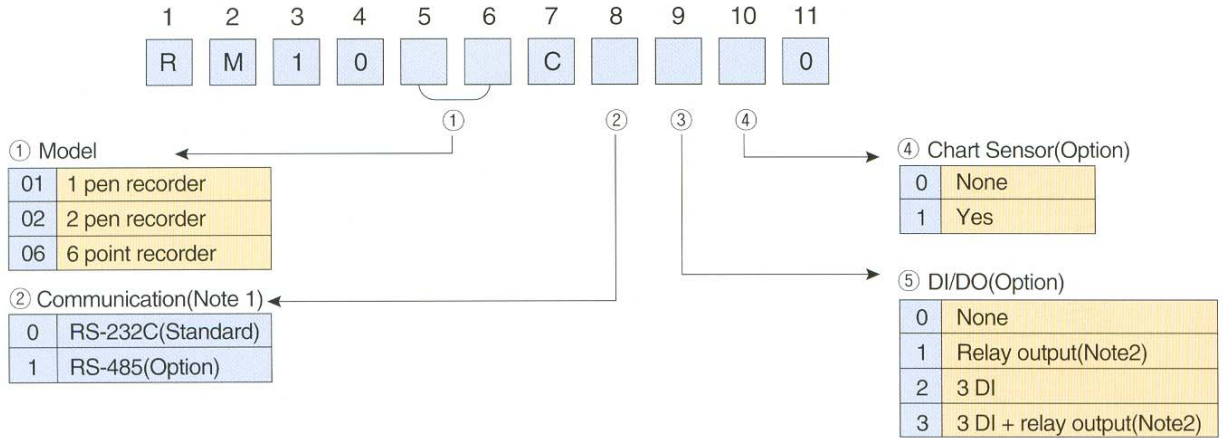 1 2 3 4 5 6 7 8 9 10 11
R M 1 0 C 0
① ② ③ ④
① Model
01 1 pen recorder
02 2 pen recorder
06 6 point recorder
② Communication(Note 1)
0 RS-232C(Standard)
1 RS-485(Option)
④ Chart Sensor(Option)
0 None
1 Yes
⑤ DI/DO(Option)
0 None
1 Relay output(Note2)
2 3 DI
3 3 DI + relay output(Note2)